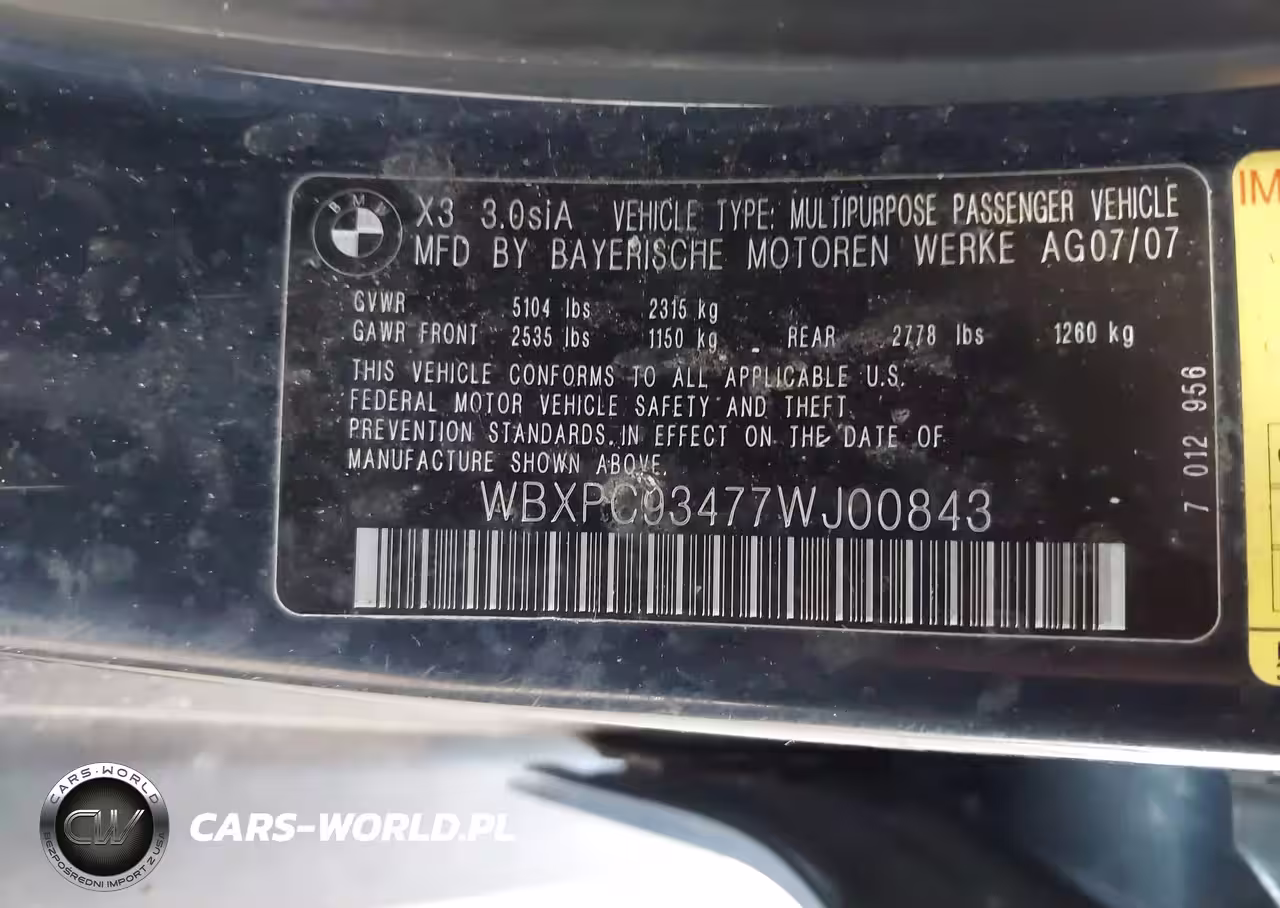 BMW
X3 3.0siA VEHICLE TYPE: MULTIPURPOSE PASSENGER VEHICLE
MFD BY BAYERISCHE MOTOREN WERKE AG07/07
GVWR 5104 lbs 2315 kg
GAWR FRONT 2535 lbs 1150 kg REAR 2778 lbs 1260 kg
THIS VEHICLE CONFORMS TO ALL APPLICABLE U.S.
FEDERAL MOTOR VEHICLE SAFETY AND THEFT
PREVENTION STANDARDS IN EFFECT ON THE DATE OF
MANUFACTURE SHOWN ABOVE.
WBXPC93477WJ00843
7 012 956
IM
CARS-WORLD
CW
BEZPOŚREDNI IMPORT Z USA
CARS-WORLD.PL